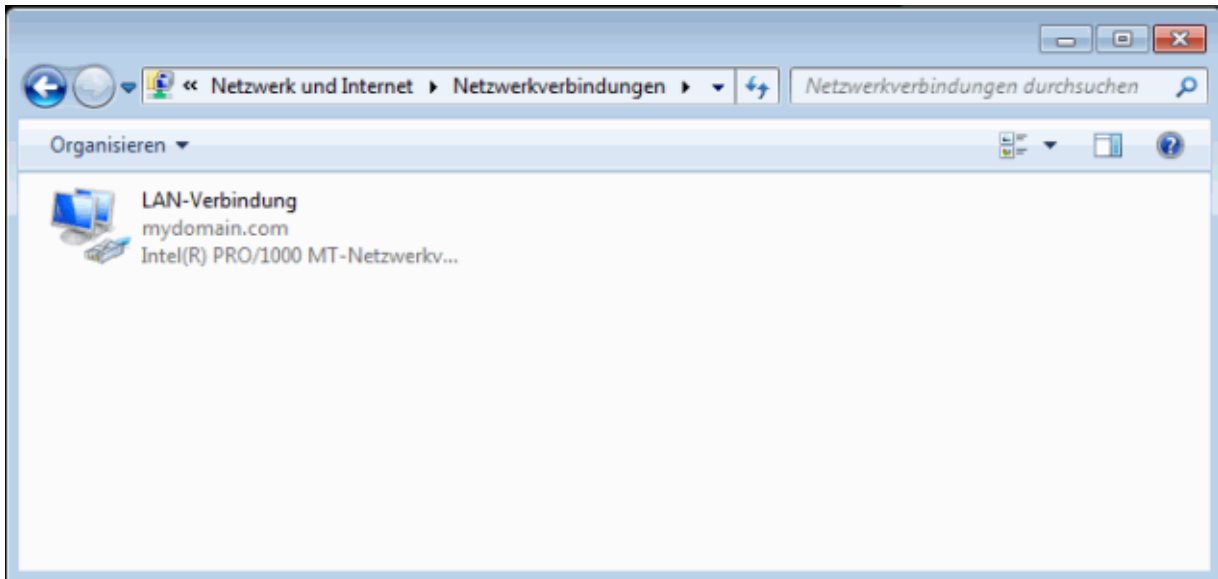 « Netzwerk und Internet ▸ Netzwerkverbindungen ▸
Netzwerkverbindungen durchsuchen
Organisieren
LAN-Verbindung
mydomain.com
Intel(R) PRO/1000 MT-Netzwerkv...